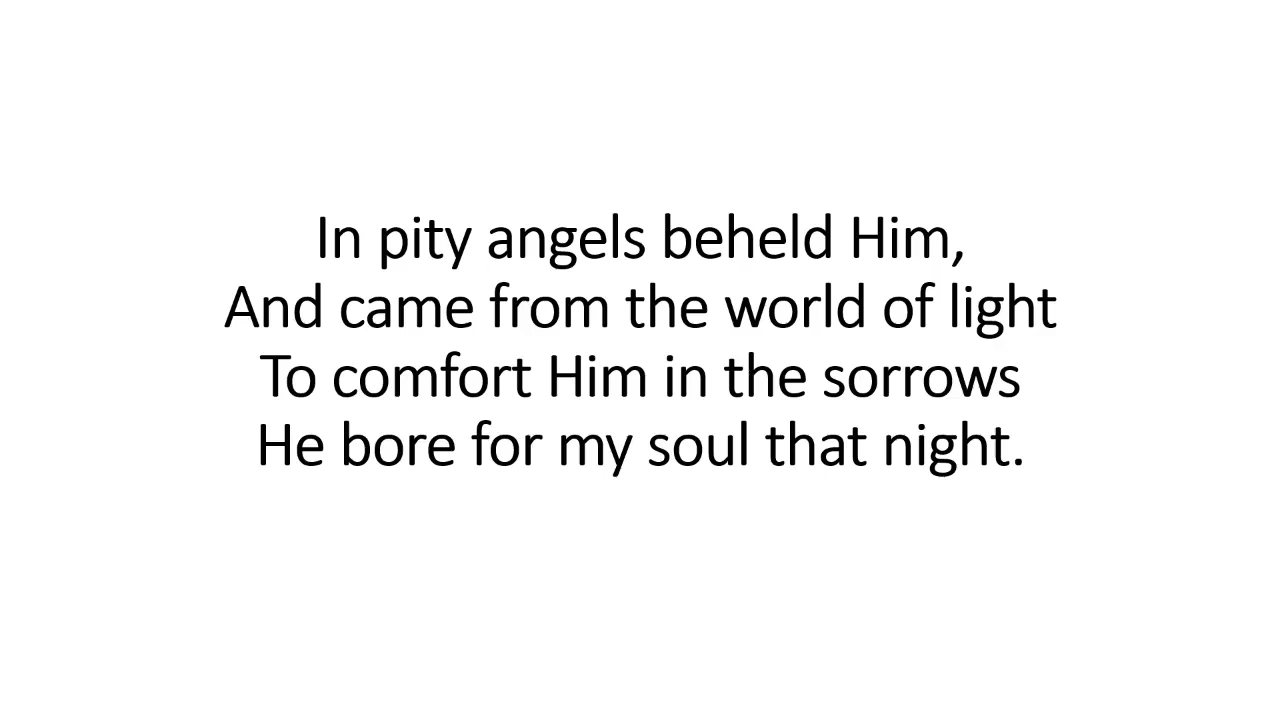 In pity angels beheld Him,
And came from the world of light
To comfort Him in the sorrows
He bore for my soul that night.